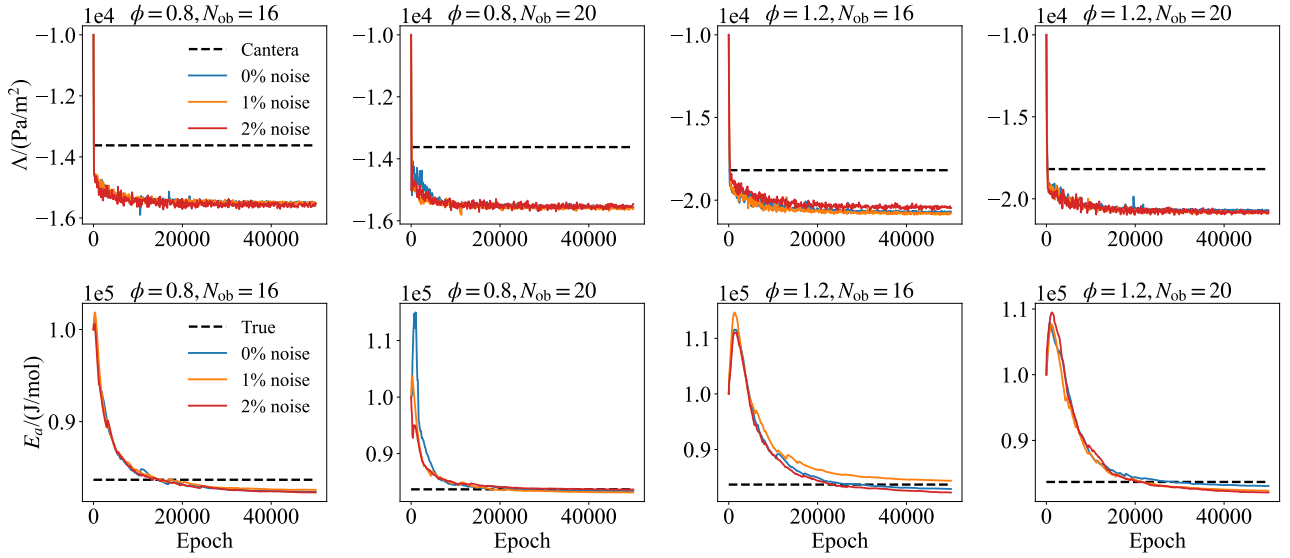 1e4 ϕ = 0.8, N_ob = 16
1e4 ϕ = 0.8, N_ob = 20
1e4 ϕ = 1.2, N_ob = 16
1e4 ϕ = 1.2, N_ob = 20
Λ/(Pa/m²)
−1.0
−1.2
−1.4
−1.6
Cantera
0% noise
1% noise
2% noise
0 20000 40000
−1.0
−1.2
−1.4
−1.6
0 20000 40000
−1.0
−1.5
−2.0
0 20000 40000
−1.0
−1.5
−2.0
0 20000 40000
1e5 ϕ = 0.8, N_ob = 16
1e5 ϕ = 0.8, N_ob = 20
1e5 ϕ = 1.2, N_ob = 16
1e5 ϕ = 1.2, N_ob = 20
E_a/(J/mol)
1.0
0.9
True
0% noise
1% noise
2% noise
0 20000 40000
Epoch
1.1
1.0
0.9
0 20000 40000
Epoch
1.1
1.0
0.9
0 20000 40000
Epoch
1.1
1.0
0.9
0 20000 40000
Epoch